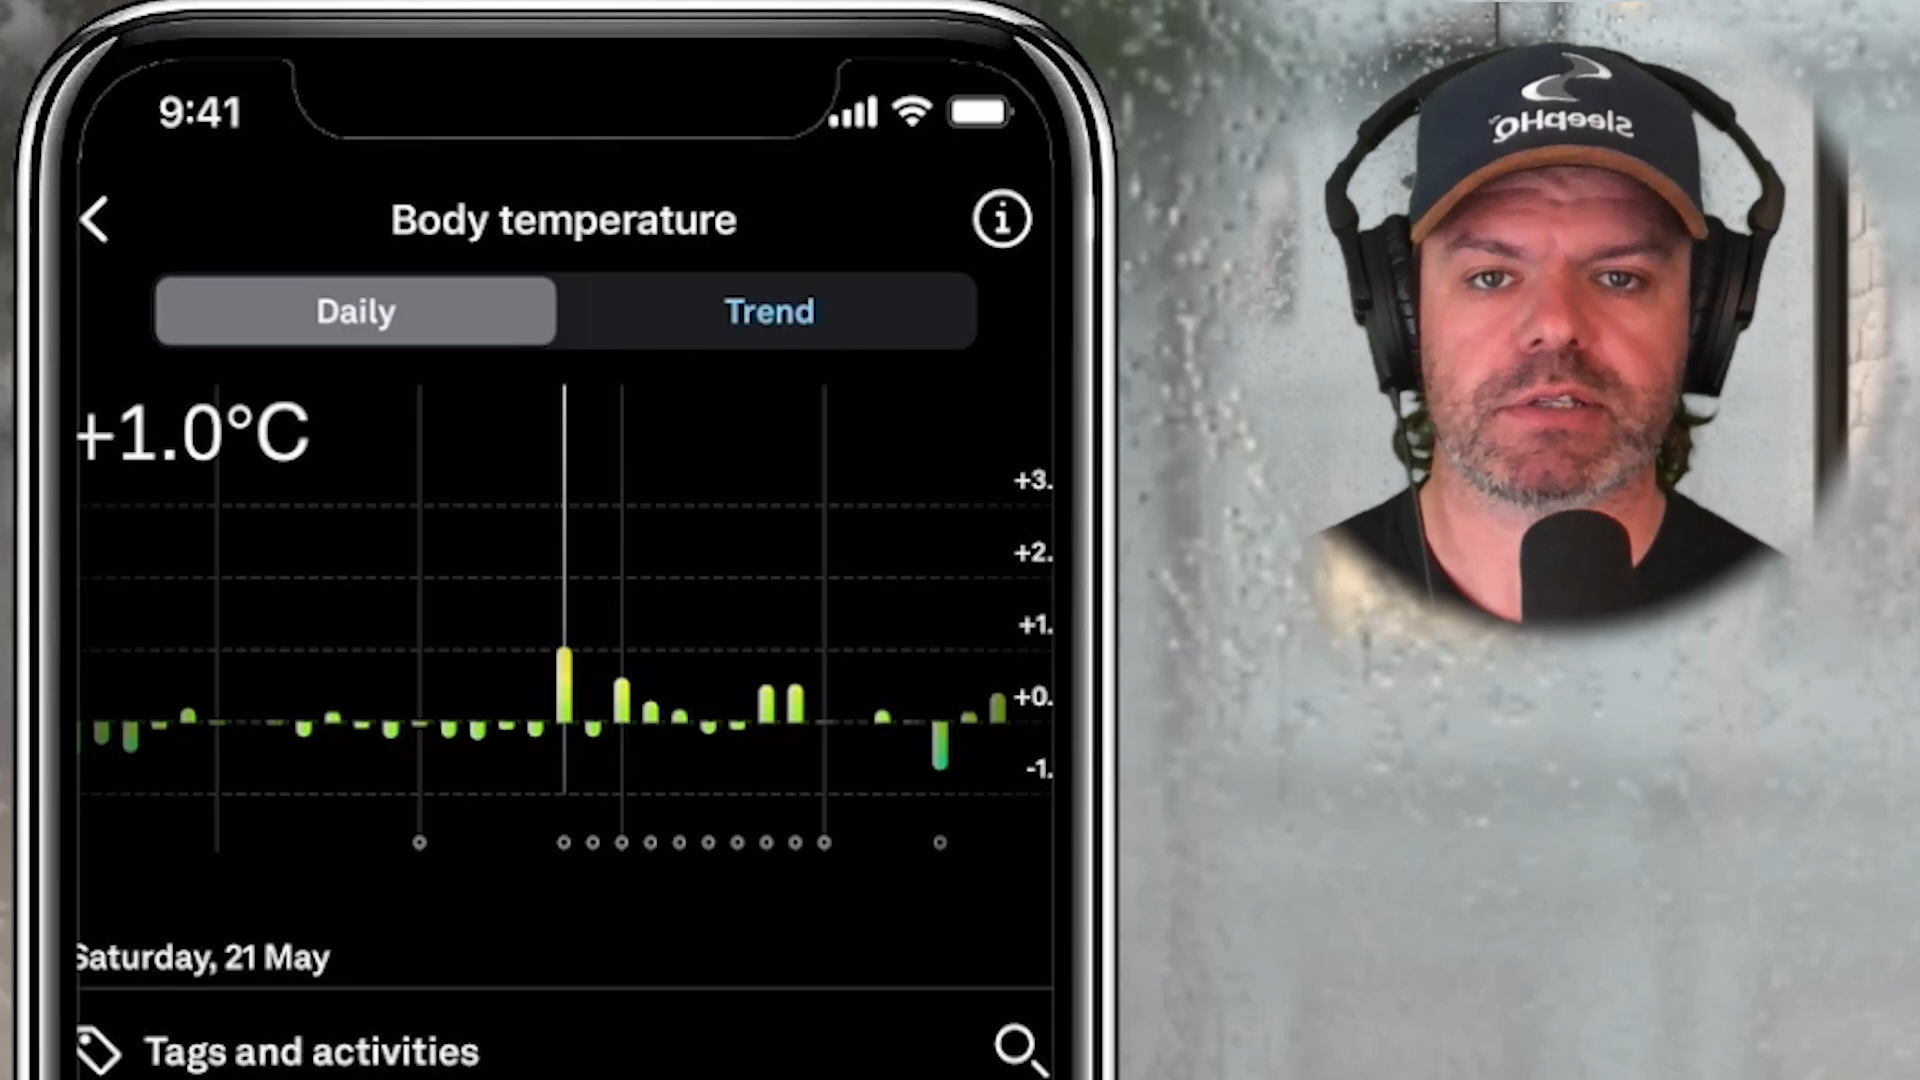 9:41
SleepHQ
Body temperature
Daily
Trend
+1.0°C
+3.
+2.
+1.
+0.
-1.
Saturday, 21 May
Tags and activities